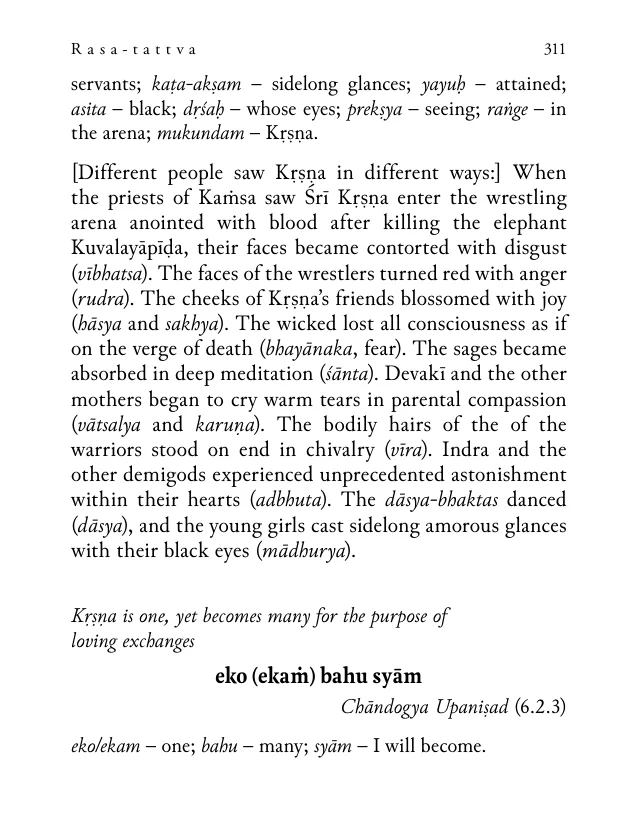 Rasa-tattva 311
servants; kaṭa-akṣam – sidelong glances; yayuḥ – attained;
asita – black; dṛśaḥ – whose eyes; prekṣya – seeing; raṅge – in
the arena; mukundam – Kṛṣṇa.
[Different people saw Kṛṣṇa in different ways:] When
the priests of Kaṁsa saw Śrī Kṛṣṇa enter the wrestling
arena anointed with blood after killing the elephant
Kuvalayāpīḍa, their faces became contorted with disgust
(vībhatsa). The faces of the wrestlers turned red with anger
(rudra). The cheeks of Kṛṣṇa’s friends blossomed with joy
(hāsya and sakhya). The wicked lost all consciousness as if
on the verge of death (bhayānaka, fear). The sages became
absorbed in deep meditation (śānta). Devakī and the other
mothers began to cry warm tears in parental compassion
(vātsalya and karuṇa). The bodily hairs of the of the
warriors stood on end in chivalry (vīra). Indra and the
other demigods experienced unprecedented astonishment
within their hearts (adbhuta). The dāsya-bhaktas danced
(dāsya), and the young girls cast sidelong amorous glances
with their black eyes (mādhurya).
Kṛṣṇa is one, yet becomes many for the purpose of
loving exchanges
eko (ekaṁ) bahu syām
Chāndogya Upaniṣad (6.2.3)
eko/ekam – one; bahu – many; syām – I will become.